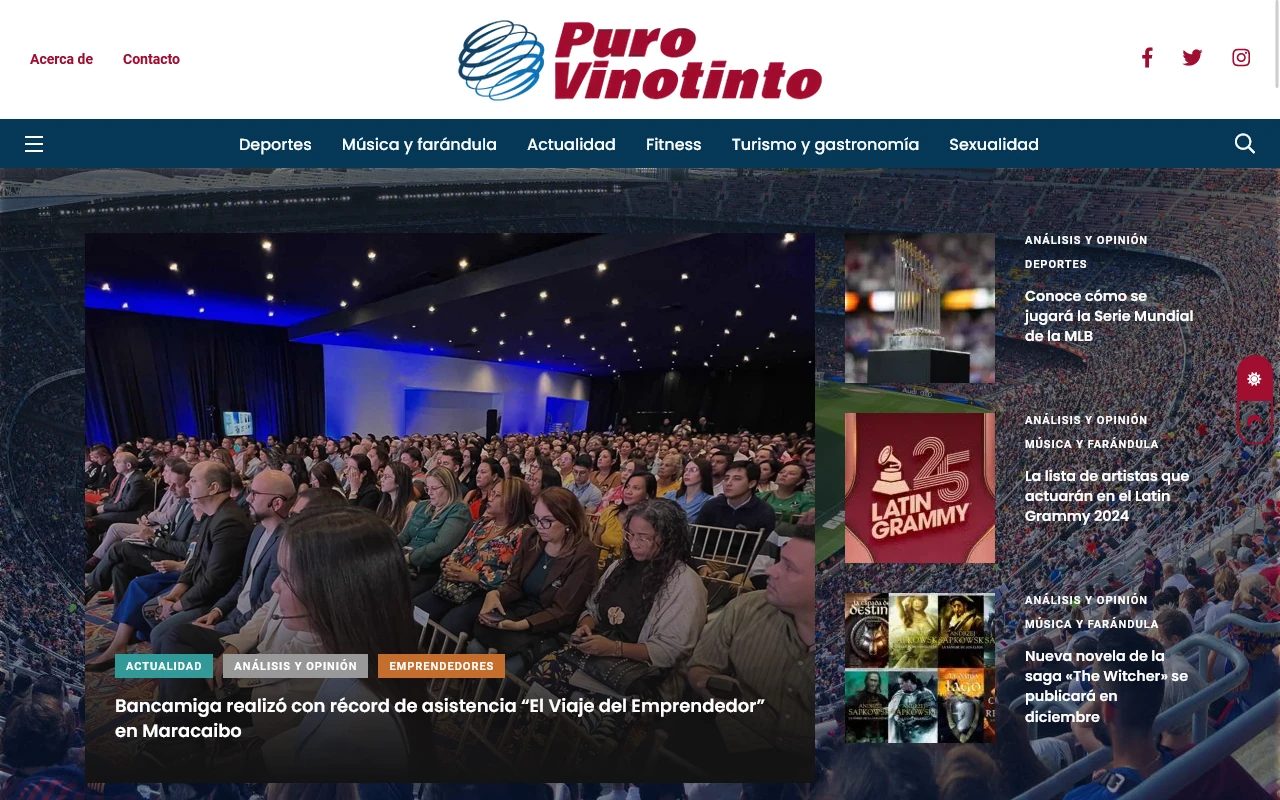 Acerca de
Contacto
Puro
Vinotinto
Deportes
Música y farándula
Actualidad
Fitness
Turismo y gastronomía
Sexualidad
ACTUALIDAD
ANÁLISIS Y OPINIÓN
EMPRENDEDORES
Bancamiga realizó con récord de asistencia “El Viaje del Emprendedor”
en Maracaibo
ANÁLISIS Y OPINIÓN
DEPORTES
Conoce cómo se
jugará la Serie Mundial
de la MLB
25
LATIN
GRAMMY
ANÁLISIS Y OPINIÓN
MÚSICA Y FARÁNDULA
La lista de artistas que
actuarán en el Latin
Grammy 2024
ANDRZEJ
SAPKOWSKI
ANÁLISIS Y OPINIÓN
MÚSICA Y FARÁNDULA
Nueva novela de la
saga «The Witcher» se
publicará en
diciembre